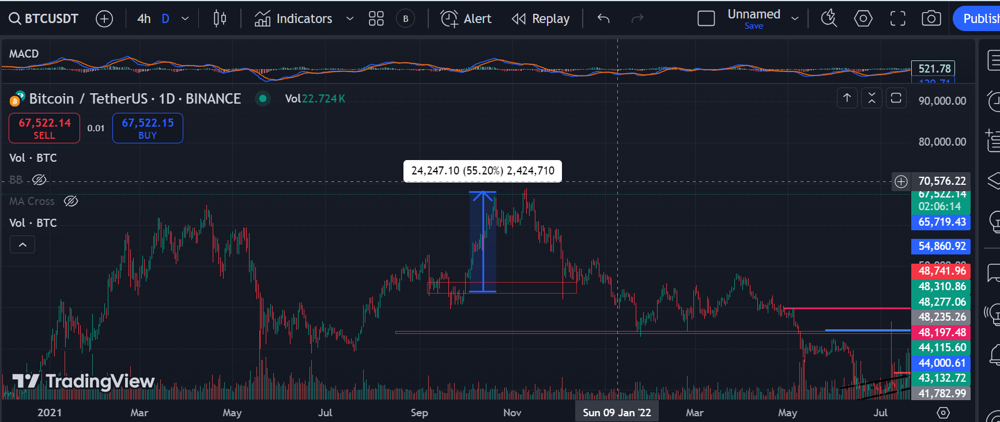 BTCUSDT 4h D Indicators B Alert Replay Unnamed Publish
Save
MACD
521.78
Bitcoin / TetherUS · 1D · BINANCE Vol22.724 K
90,000.00
67,522.14 0.01 67,522.15
SELL BUY
80,000.00
Vol · BTC
24,247.10 (55.20%) 2,424,710
BB
70,576.22
67,522.14
MA Cross
02:06:14
Vol · BTC
65,719.43
54,860.92
48,741.96
48,310.86
48,277.06
48,235.26
48,197.48
44,115.60
44,000.61
43,132.72
TradingView
41,782.99
2021 Mar May Jul Sep Nov Sun 09 Jan '22 Mar May Jul